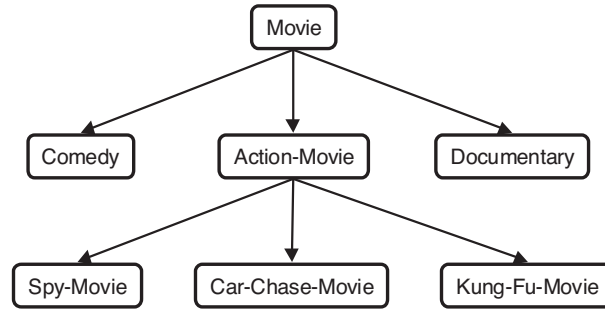 Movie
Comedy
Action-Movie
Documentary
Spy-Movie
Car-Chase-Movie
Kung-Fu-Movie